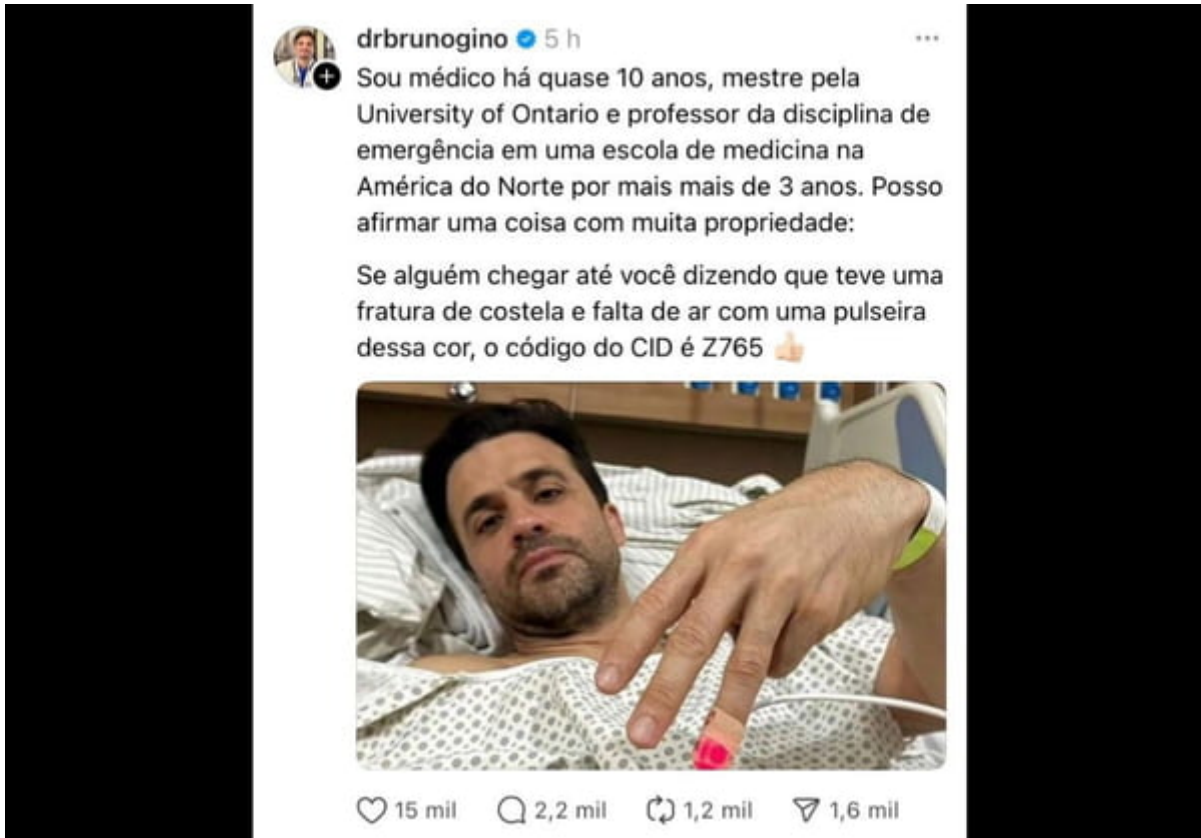 drbrunogino 5 h
Sou médico há quase 10 anos, mestre pela
University of Ontario e professor da disciplina de
emergência em uma escola de medicina na
América do Norte por mais mais de 3 anos. Posso
afirmar uma coisa com muita propriedade:
Se alguém chegar até você dizendo que teve uma
fratura de costela e falta de ar com uma pulseira
dessa cor, o código do CID é Z765 👍🏻
15 mil 2,2 mil 1,2 mil 1,6 mil